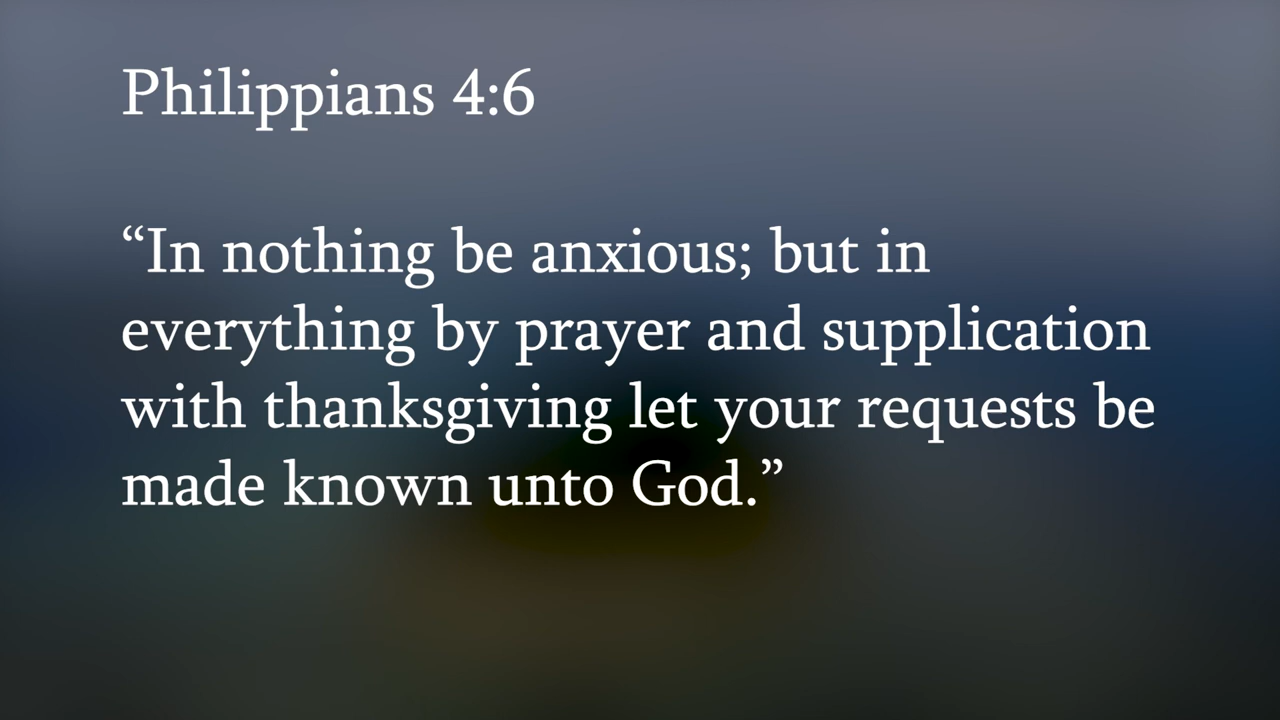 Philippians 4:6
“In nothing be anxious; but in
everything by prayer and supplication
with thanksgiving let your requests be
made known unto God.”